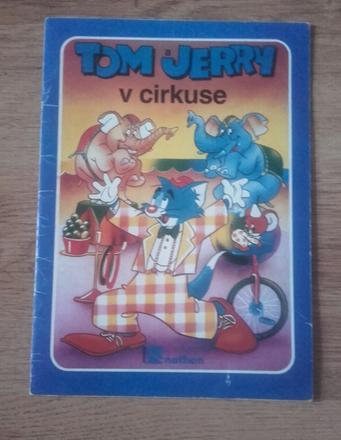 TOM a JERRY
v cirkuse
nathan